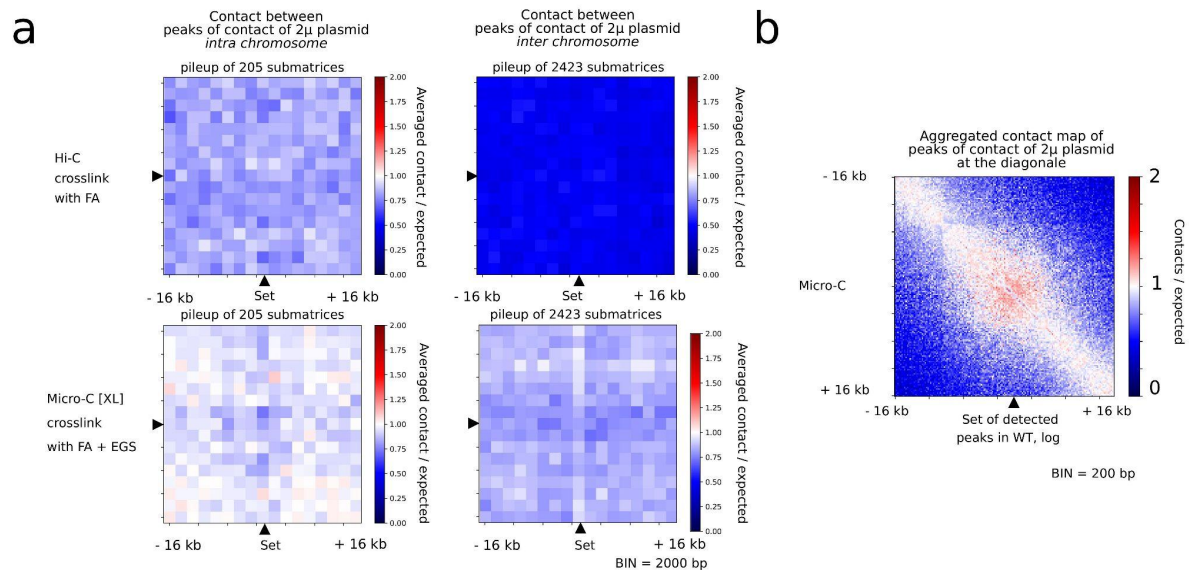 a
Contact between
peaks of contact of 2µ plasmid
intra chromosome
pileup of 205 submatrices
Hi-C
crosslink
with FA
2.00
1.75
1.50
1.25
1.00
0.75
0.50
0.25
0.00
Averaged contact / expected
- 16 kb
Set
+ 16 kb
Contact between
peaks of contact of 2µ plasmid
inter chromosome
pileup of 2423 submatrices
2.00
1.75
1.50
1.25
1.00
0.75
0.50
0.25
0.00
Averaged contact / expected
- 16 kb
Set
+ 16 kb
pileup of 205 submatrices
Micro-C [XL]
crosslink
with FA + EGS
2.00
1.75
1.50
1.25
1.00
0.75
0.50
0.25
0.00
Averaged contact / expected
- 16 kb
Set
+ 16 kb
pileup of 2423 submatrices
2.00
1.75
1.50
1.25
1.00
0.75
0.50
0.25
0.00
Averaged contact / expected
- 16 kb
Set
+ 16 kb
BIN = 2000 bp
b
Aggregated contact map of
peaks of contact of 2µ plasmid
at the diagonale
- 16 kb
Micro-C
+ 16 kb
2
1
0
Contacts / expected
- 16 kb
+ 16 kb
Set of detected
peaks in WT, log
BIN = 200 bp